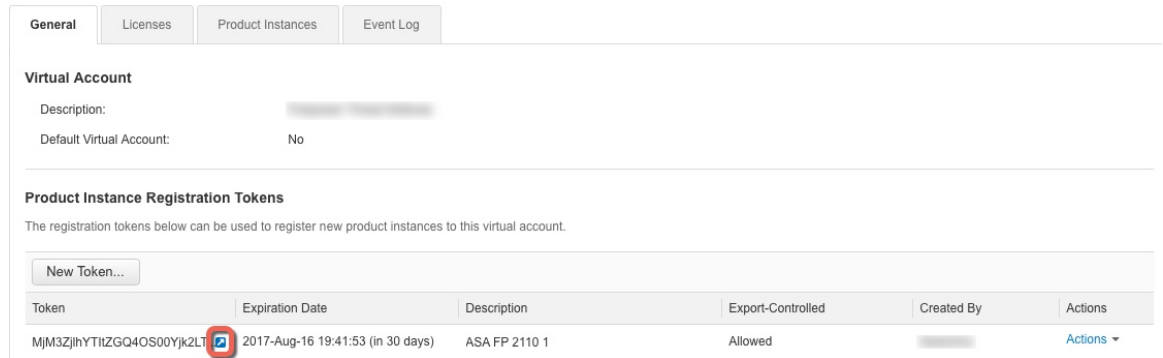 General Licenses Product Instances Event Log
Virtual Account
Description:
Default Virtual Account: No
Product Instance Registration Tokens
The registration tokens below can be used to register new product instances to this virtual account.
New Token...
Token Expiration Date Description Export-Controlled Created By Actions
MjM3ZjlhYTItZGQ4OS00Yjk2LT 2017-Aug-16 19:41:53 (in 30 days) ASA FP 2110 1 Allowed Actions